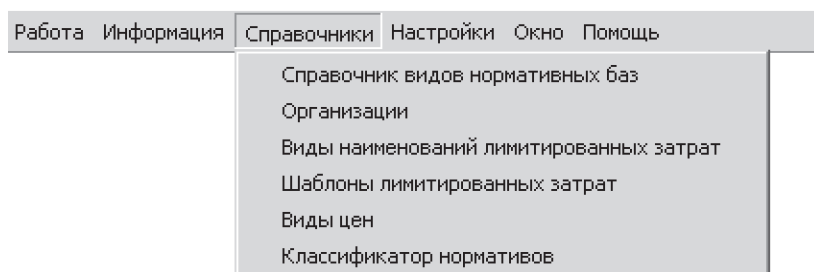 Работа Информация Справочники Настройки Окно Помощь
Справочник видов нормативных баз
Организации
Виды наименований лимитированных затрат
Шаблоны лимитированных затрат
Виды цен
Классификатор нормативов